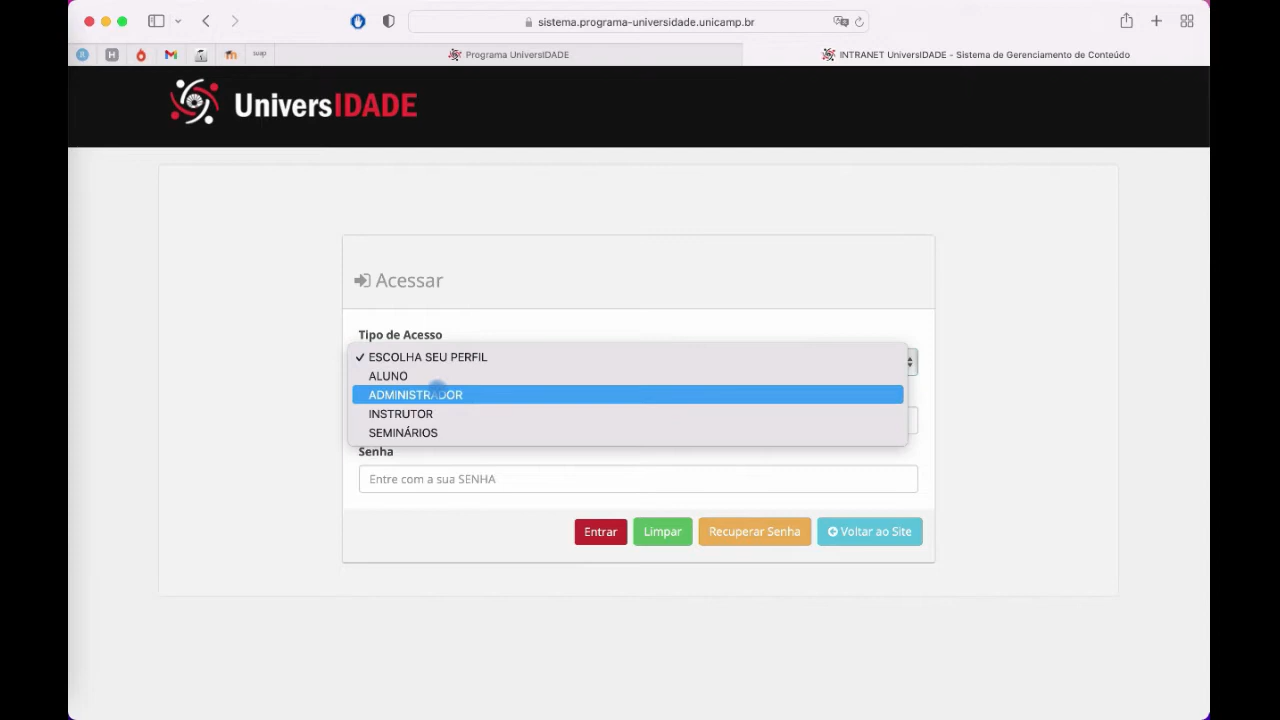 sistema.programa-universidade.unicamp.br
Programa UniversIDADE
INTRANET UniversIDADE - Sistema de Gerenciamento de Conteúdo
UniversIDADE
Acessar
Tipo de Acesso
✓ ESCOLHA SEU PERFIL
ALUNO
ADMINISTRADOR
INSTRUTOR
SEMINÁRIOS
Senha
Entre com a sua SENHA
Entrar
Limpar
Recuperar Senha
Voltar ao Site